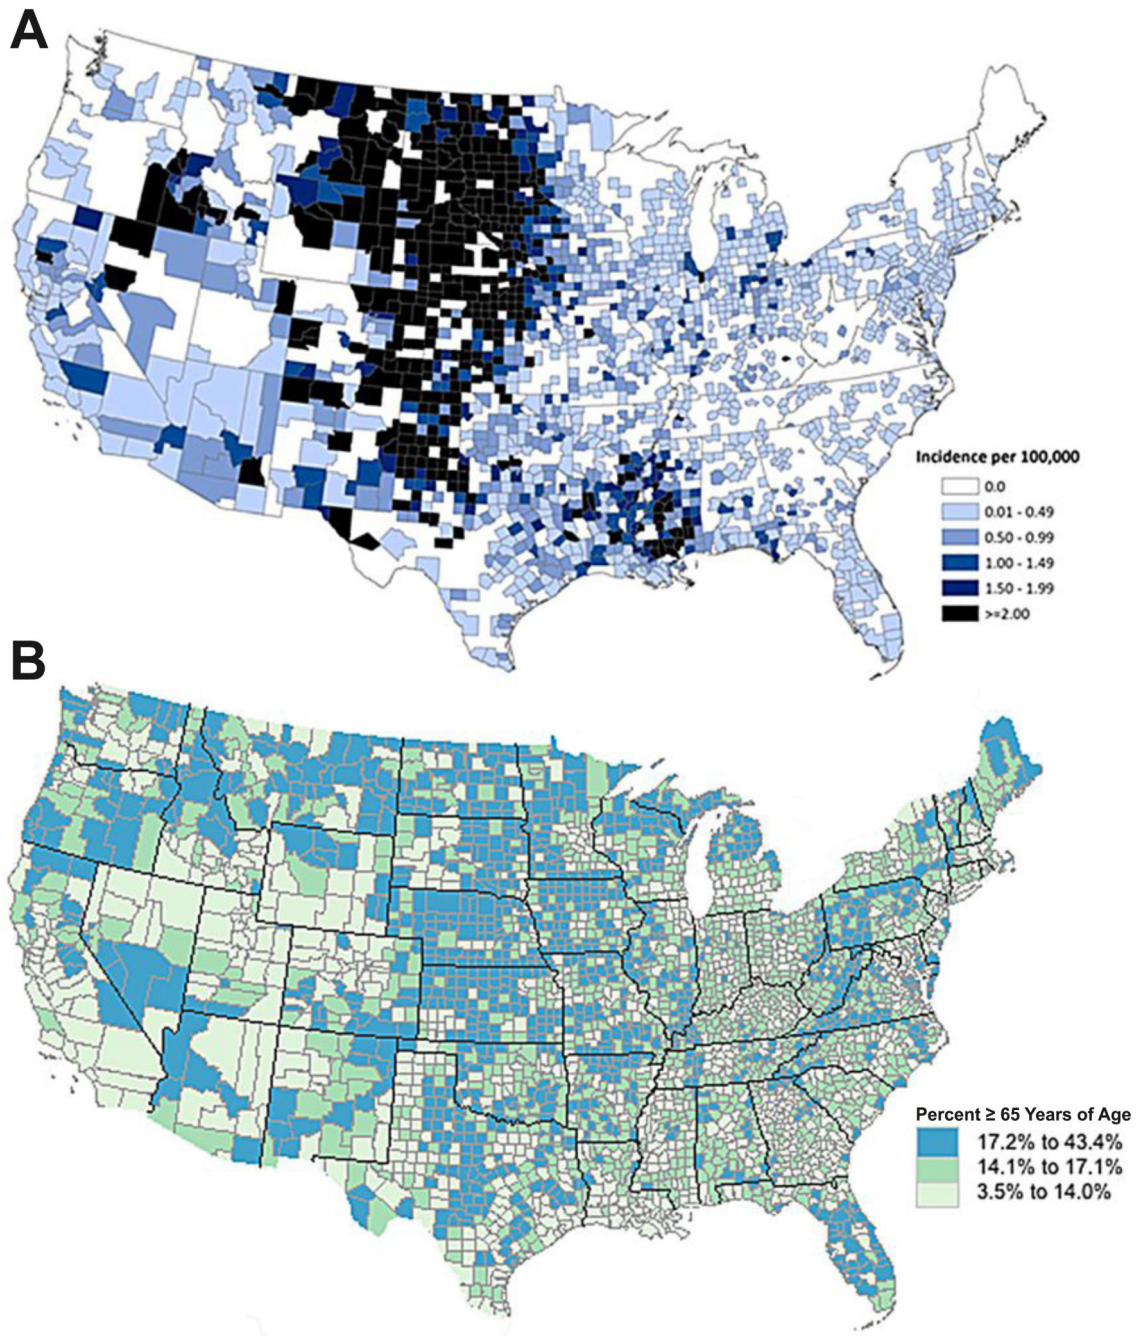 A
Incidence per 100,000
0.0
0.01 - 0.49
0.50 - 0.99
1.00 - 1.49
1.50 - 1.99
>=2.00
B
Percent ≥ 65 Years of Age
17.2% to 43.4%
14.1% to 17.1%
3.5% to 14.0%